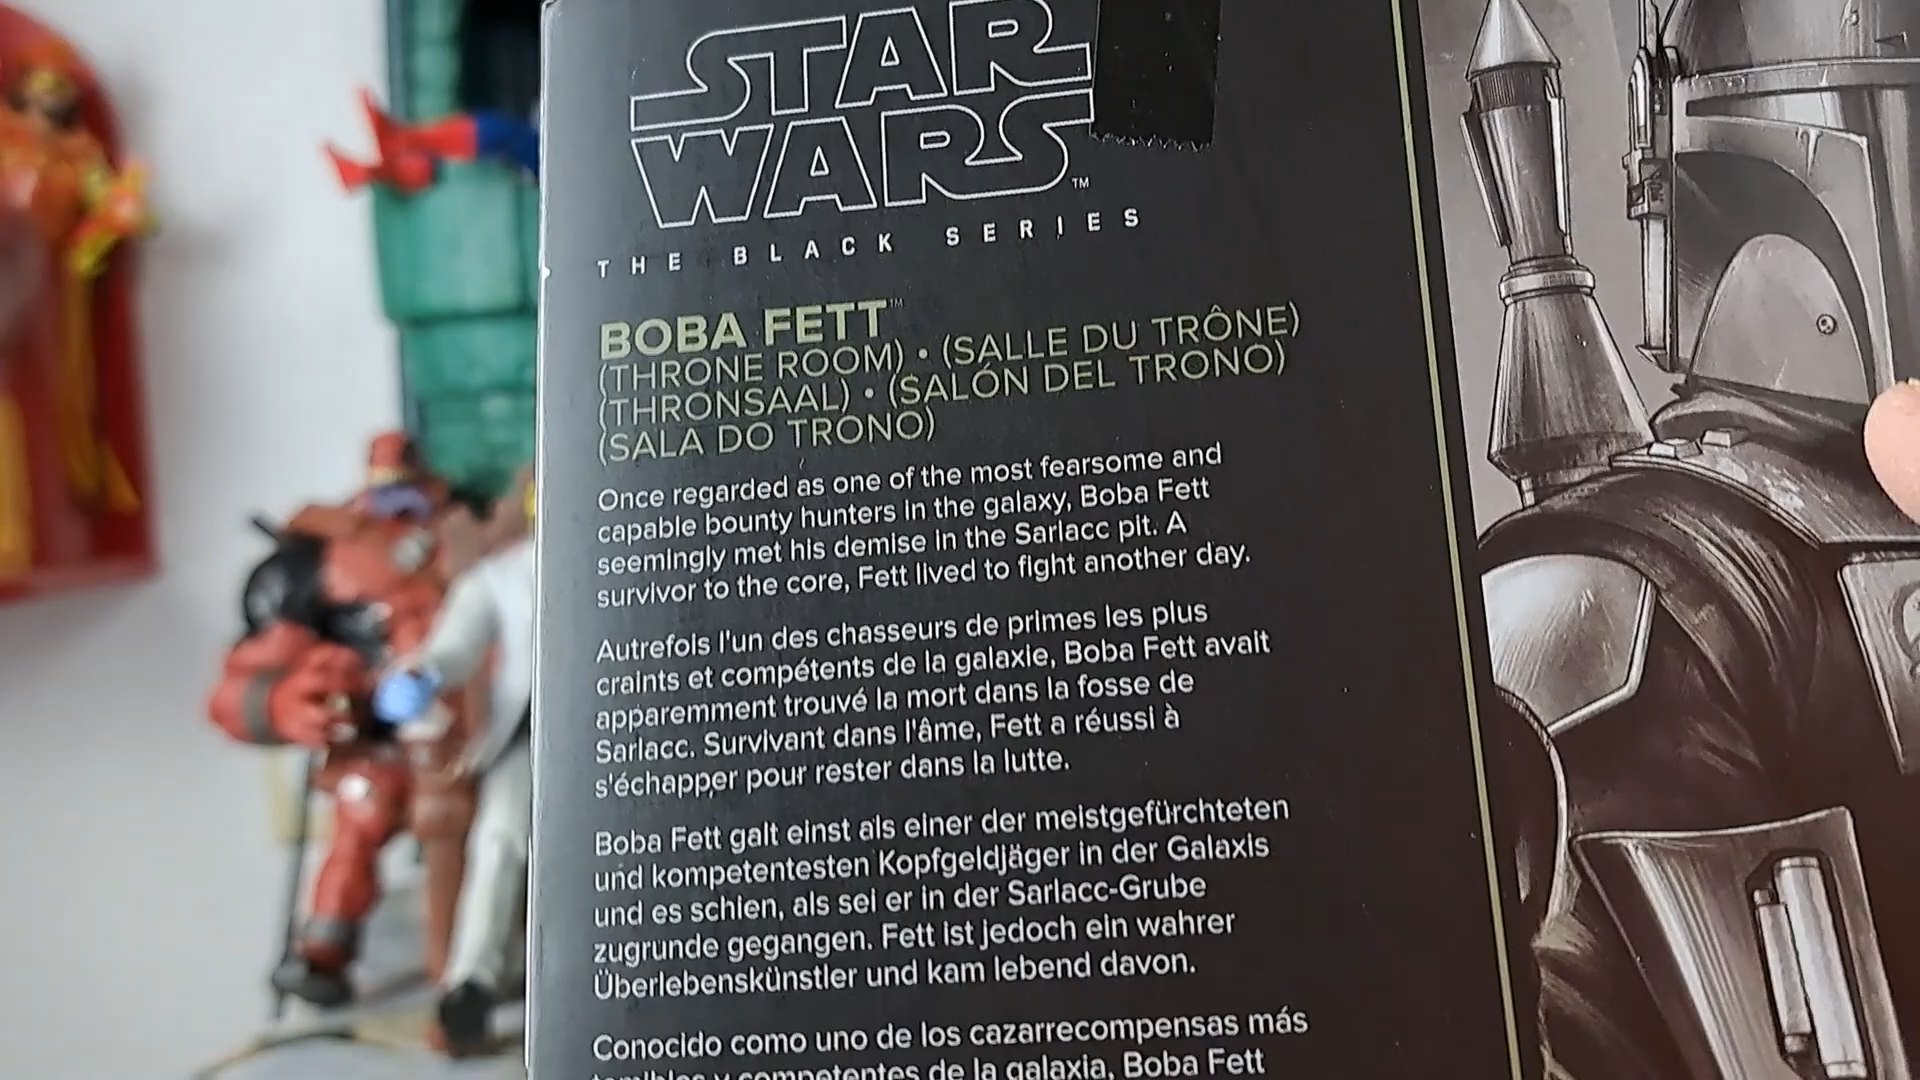 STAR
WARS™
THE BLACK SERIES
BOBA FETT™
(THRONE ROOM) • (SALLE DU TRÔNE)
(THRONSAAL) • (SALÓN DEL TRONO)
(SALA DO TRONO)
Once regarded as one of the most fearsome and
capable bounty hunters in the galaxy, Boba Fett
seemingly met his demise in the Sarlacc pit. A
survivor to the core, Fett lived to fight another day.
Autrefois l'un des chasseurs de primes les plus
craints et compétents de la galaxie, Boba Fett avait
apparemment trouvé la mort dans la fosse de
Sarlacc. Survivant dans l'âme, Fett a réussi à
s'échapper pour rester dans la lutte.
Boba Fett galt einst als einer der meistgefürchteten
und kompetentesten Kopfgeldjäger in der Galaxis
und es schien, als sei er in der Sarlacc-Grube
zugrunde gegangen. Fett ist jedoch ein wahrer
Überlebenskünstler und kam lebend davon.
Conocido como uno de los cazarrecompensas más
temibles y competentes de la galaxia, Boba Fett